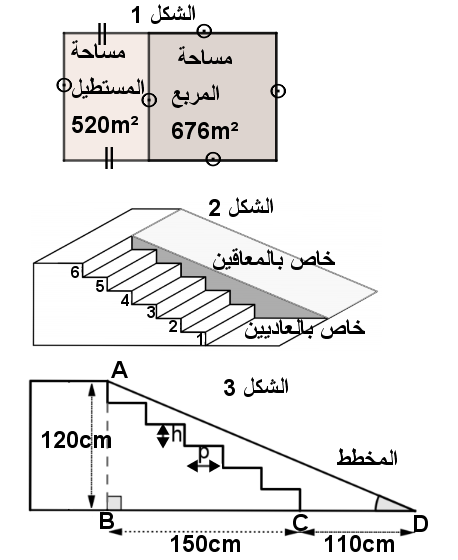 الشكل 1
مساحة
المستطيل
520m²
مساحة
المربع
676m²
الشكل 2
خاص بالمعاقين
خاص بالعاديين
6
5
4
3
2
1
الشكل 3
A
120cm
h
p
المخطط
B
C
D
150cm
110cm